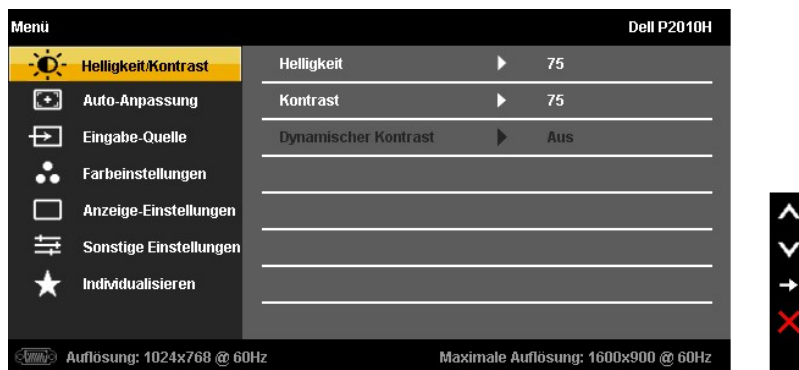 Menü Dell P2010H
Helligkeit/Kontrast Helligkeit 75
Auto-Anpassung Kontrast 75
Eingabe-Quelle Dynamischer Kontrast Aus
Farbeinstellungen
Anzeige-Einstellungen
Sonstige Einstellungen
Individualisieren
Auflösung: 1024x768 @ 60Hz Maximale Auflösung: 1600x900 @ 60Hz